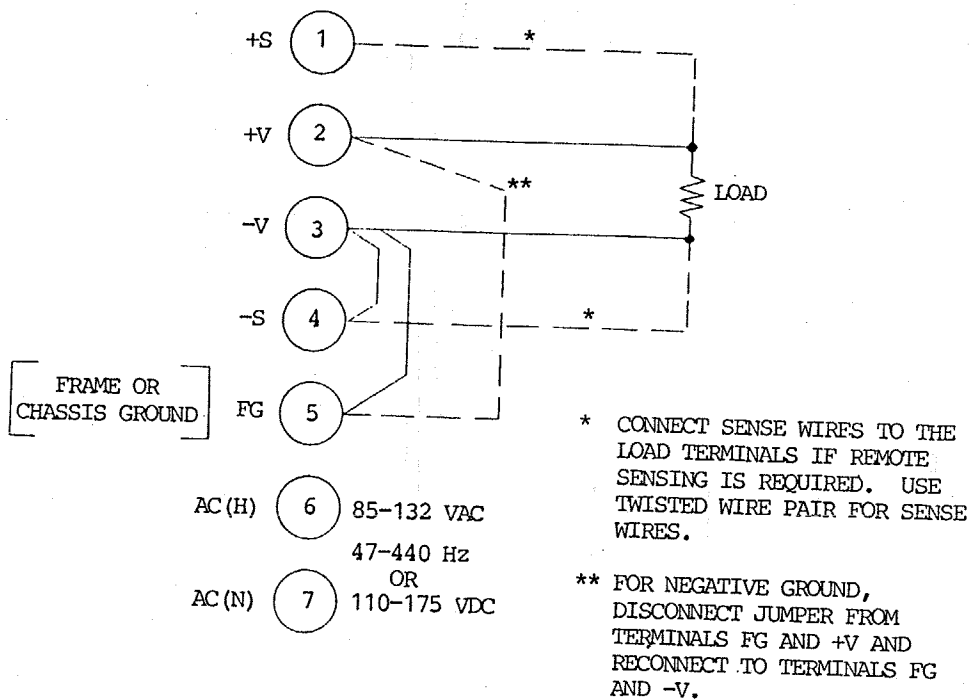 +S 1 *
+V 2
**
LOAD
-V 3
-S 4 *
FRAME OR
CHASSIS GROUND
FG 5
AC(H) 6 85-132 VAC
47-440 Hz
OR
AC(N) 7 110-175 VDC
* CONNECT SENSE WIRES TO THE
LOAD TERMINALS IF REMOTE
SENSING IS REQUIRED. USE
TWISTED WIRE PAIR FOR SENSE
WIRES.
** FOR NEGATIVE GROUND,
DISCONNECT JUMPER FROM
TERMINALS FG AND +V AND
RECONNECT TO TERMINALS FG
AND -V.